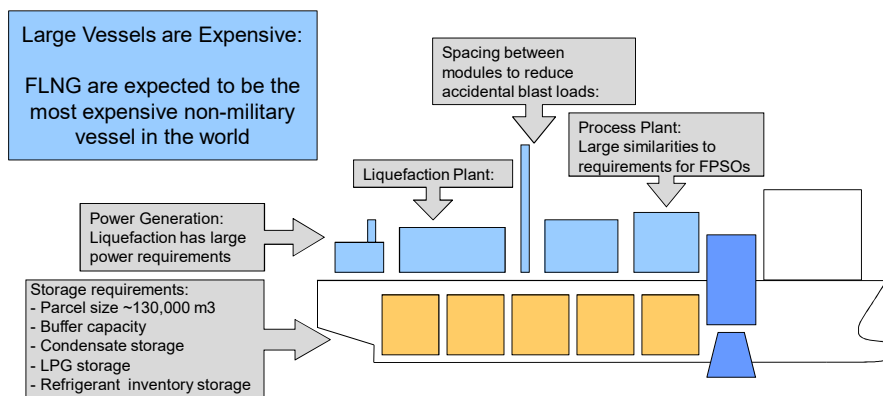 Large Vessels are Expensive:
FLNG are expected to be the
most expensive non-military
vessel in the world
Spacing between
modules to reduce
accidental blast loads:
Process Plant:
Large similarities to
requirements for FPSOs
Liquefaction Plant:
Power Generation:
Liquefaction has large
power requirements
Storage requirements:
- Parcel size ~130,000 m3
- Buffer capacity
- Condensate storage
- LPG storage
- Refrigerant inventory storage